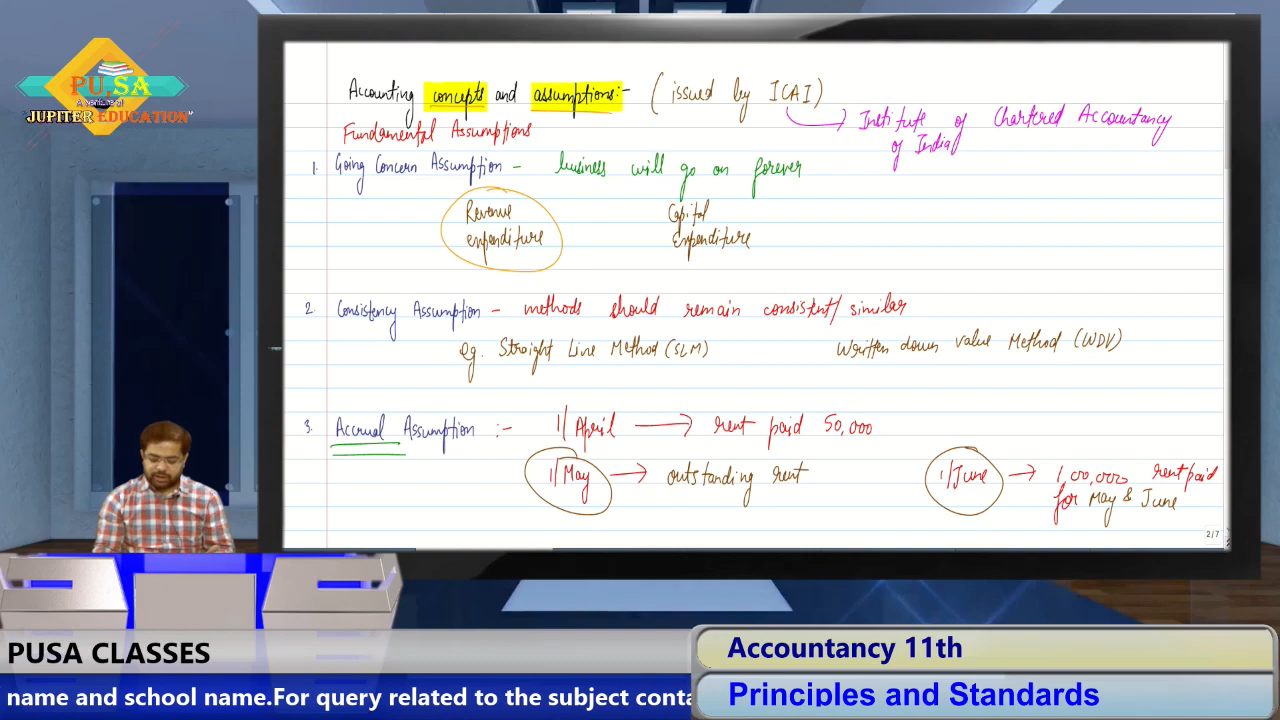 PU,SA
A venture of
JUPITER EDUCATION"
Accounting concepts and assumptions:- (issued by ICAI)
Institute of Chartered Accountancy
of India
Fundamental Assumptions
1. Going Concern Assumption - business will go on forever
Revenue
expenditure
Capital
Expenditure
2. Consistency Assumption - methods should remain consistent/ similar
eg. Straight Line Method (SLM) Written down value Method (WDV)
3. Accrual Assumption :- 1/April → rent paid 50,000
1/May → outstanding rent
1/June → 1,00,000 rent paid
for May & June
2/7
PUSA CLASSES
Accountancy 11th
name and school name.For query related to the subject conta
Principles and Standards